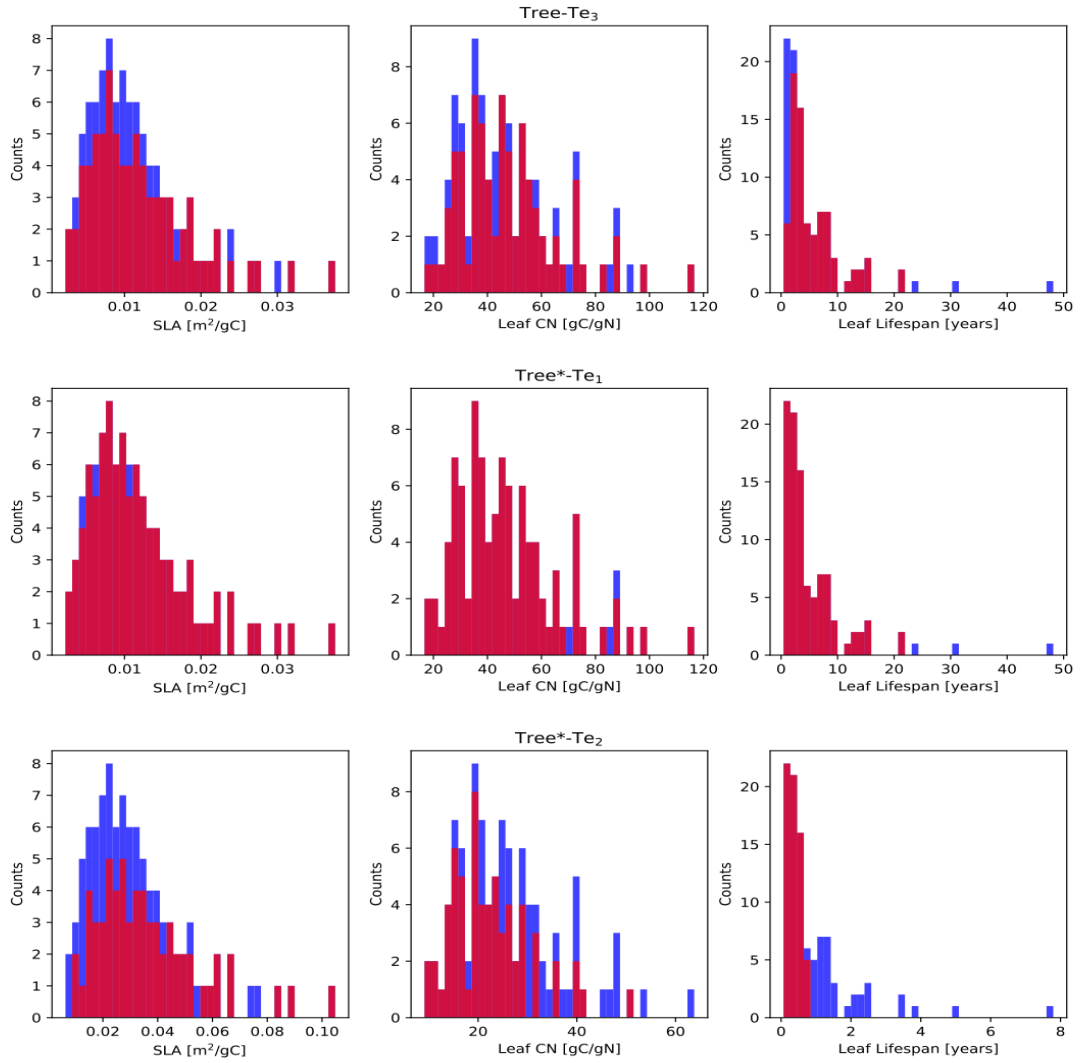 Tree-Te₃
8
7
6
5
4
3
2
1
0
Counts
0.01 0.02 0.03
SLA [m²/gC]
8
6
4
2
0
Counts
20 40 60 80 100 120
Leaf CN [gC/gN]
20
15
10
5
0
Counts
0 10 20 30 40 50
Leaf Lifespan [years]
Tree*-Te₁
8
7
6
5
4
3
2
1
0
Counts
0.01 0.02 0.03
SLA [m²/gC]
8
6
4
2
0
Counts
20 40 60 80 100 120
Leaf CN [gC/gN]
20
15
10
5
0
Counts
0 10 20 30 40 50
Leaf Lifespan [years]
Tree*-Te₂
8
7
6
5
4
3
2
1
0
Counts
0.02 0.04 0.06 0.08 0.10
SLA [m²/gC]
8
6
4
2
0
Counts
20 40 60
Leaf CN [gC/gN]
20
15
10
5
0
Counts
0 2 4 6 8
Leaf Lifespan [years]